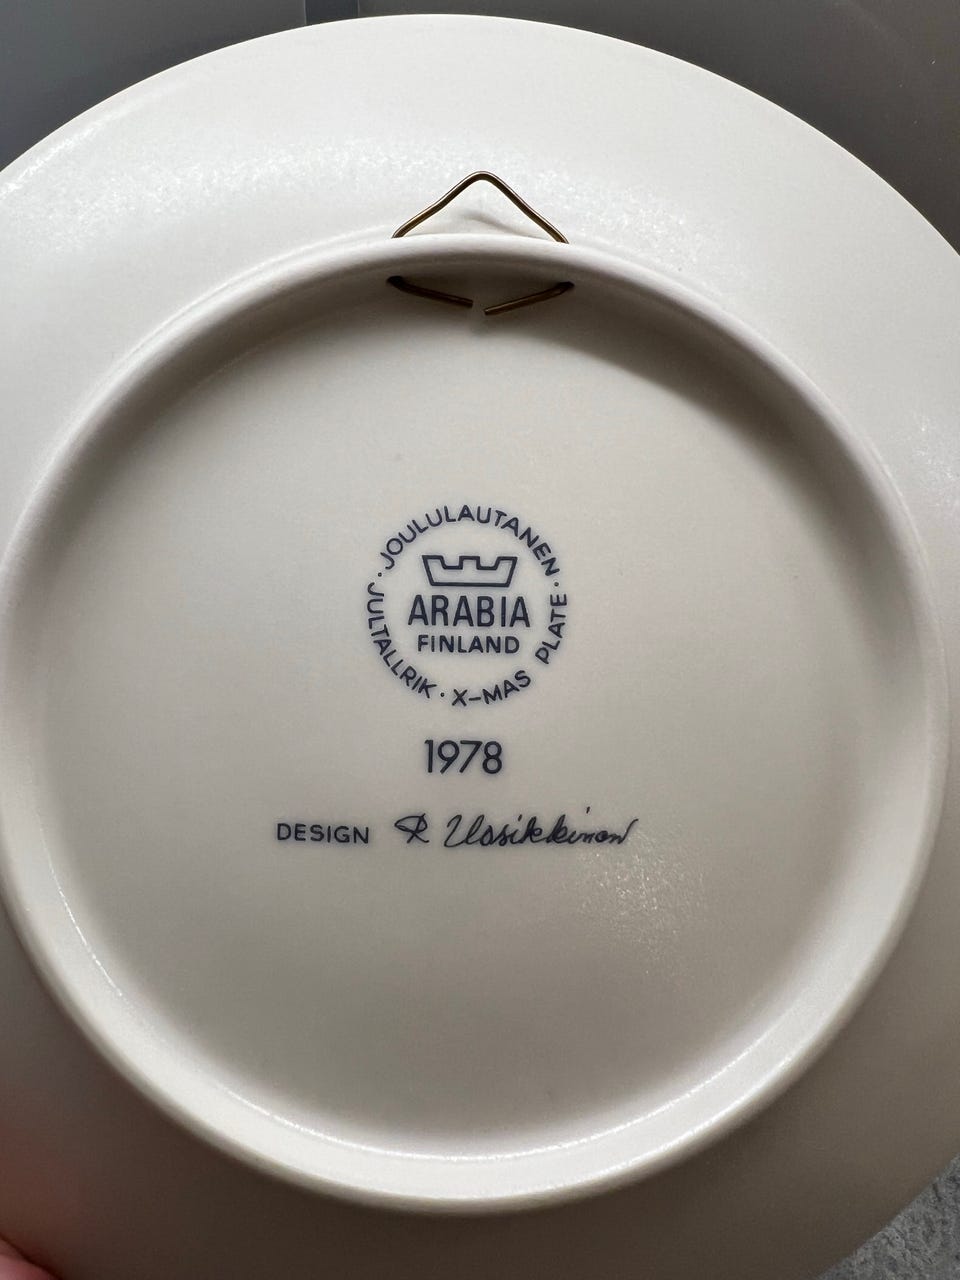 JOULULAUTANEN · X-MAS PLATE · JULTALLRIK ·
ARABIA
FINLAND
1978
DESIGN R Uosikkinen